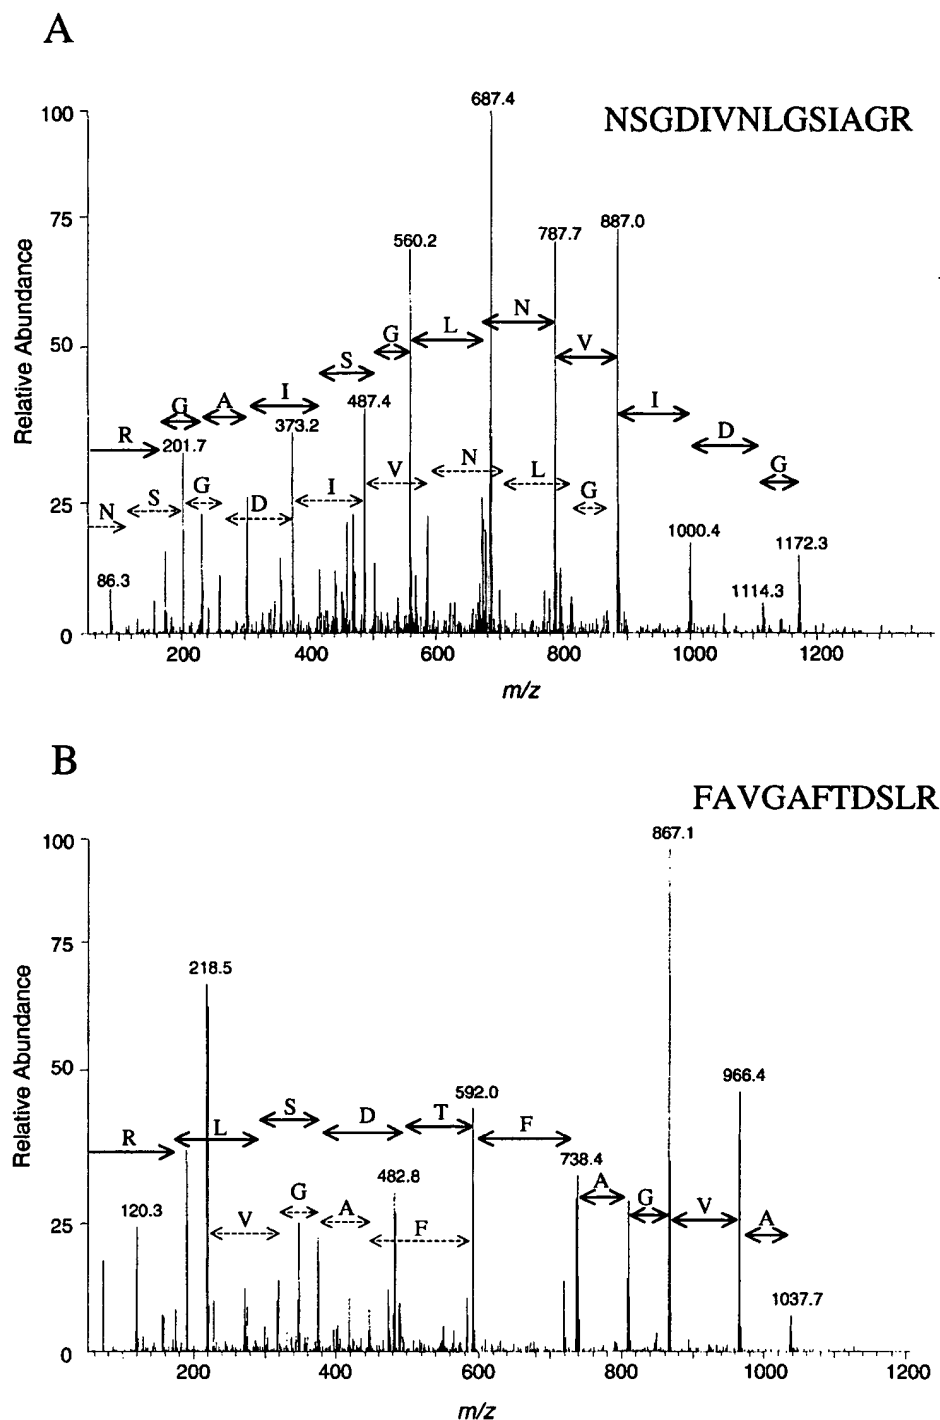 A
NSGDIVNLGSIAGR
Relative Abundance
100
75
50
25
0
687.4
560.2
787.7
887.0
487.4
373.2
201.7
86.3
1000.4
1114.3
1172.3
R G A I S G L N V I D G
N S G D I V N L G
200 400 600 800 1000 1200
m/z
B
FAVGAFTDSLR
Relative Abundance
100
75
50
25
0
867.1
218.5
966.4
592.0
738.4
482.8
120.3
1037.7
R L S D T F A G V A
V G A F
200 400 600 800 1000 1200
m/z